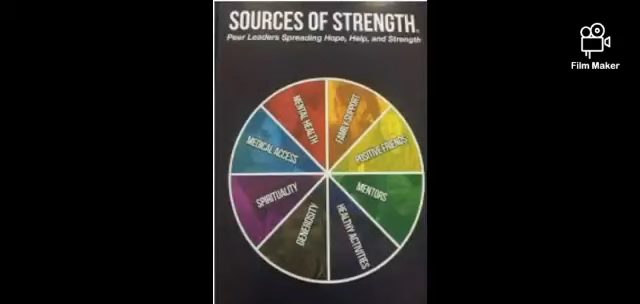 SOURCES OF STRENGTH
Peer Leaders Spreading Hope, Help, and Strength
FAMILY SUPPORT
POSITIVE FRIENDS
MENTORS
HEALTHY ACTIVITIES
GENEROSITY
SPIRITUALITY
MEDICAL ACCESS
MENTAL HEALTH
Film Maker